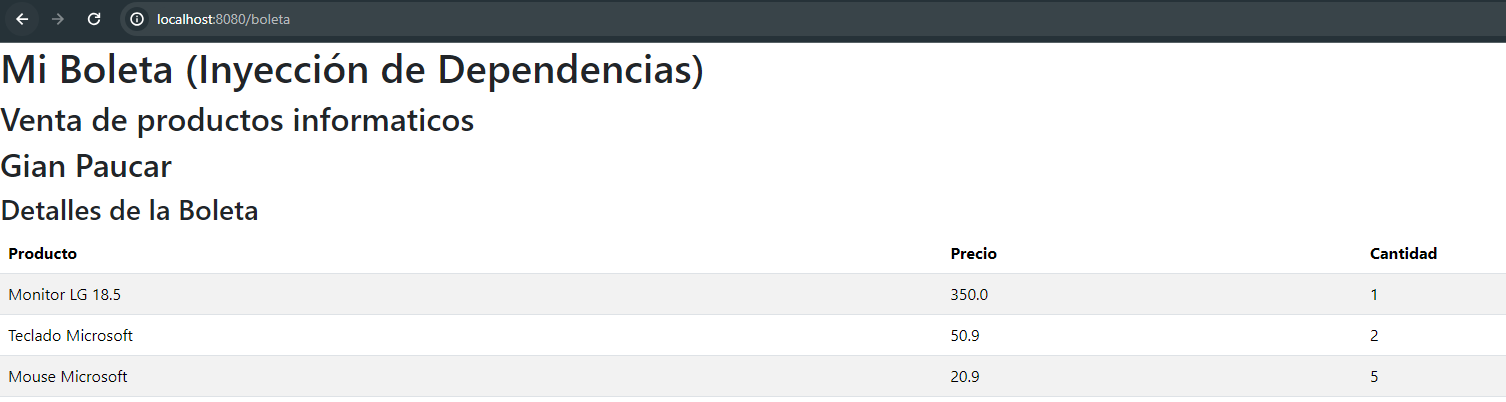 localhost:8080/boleta
Mi Boleta (Inyección de Dependencias)
Venta de productos informaticos
Gian Paucar
Detalles de la Boleta
Producto Precio Cantidad
Monitor LG 18.5 350.0 1
Teclado Microsoft 50.9 2
Mouse Microsoft 20.9 5